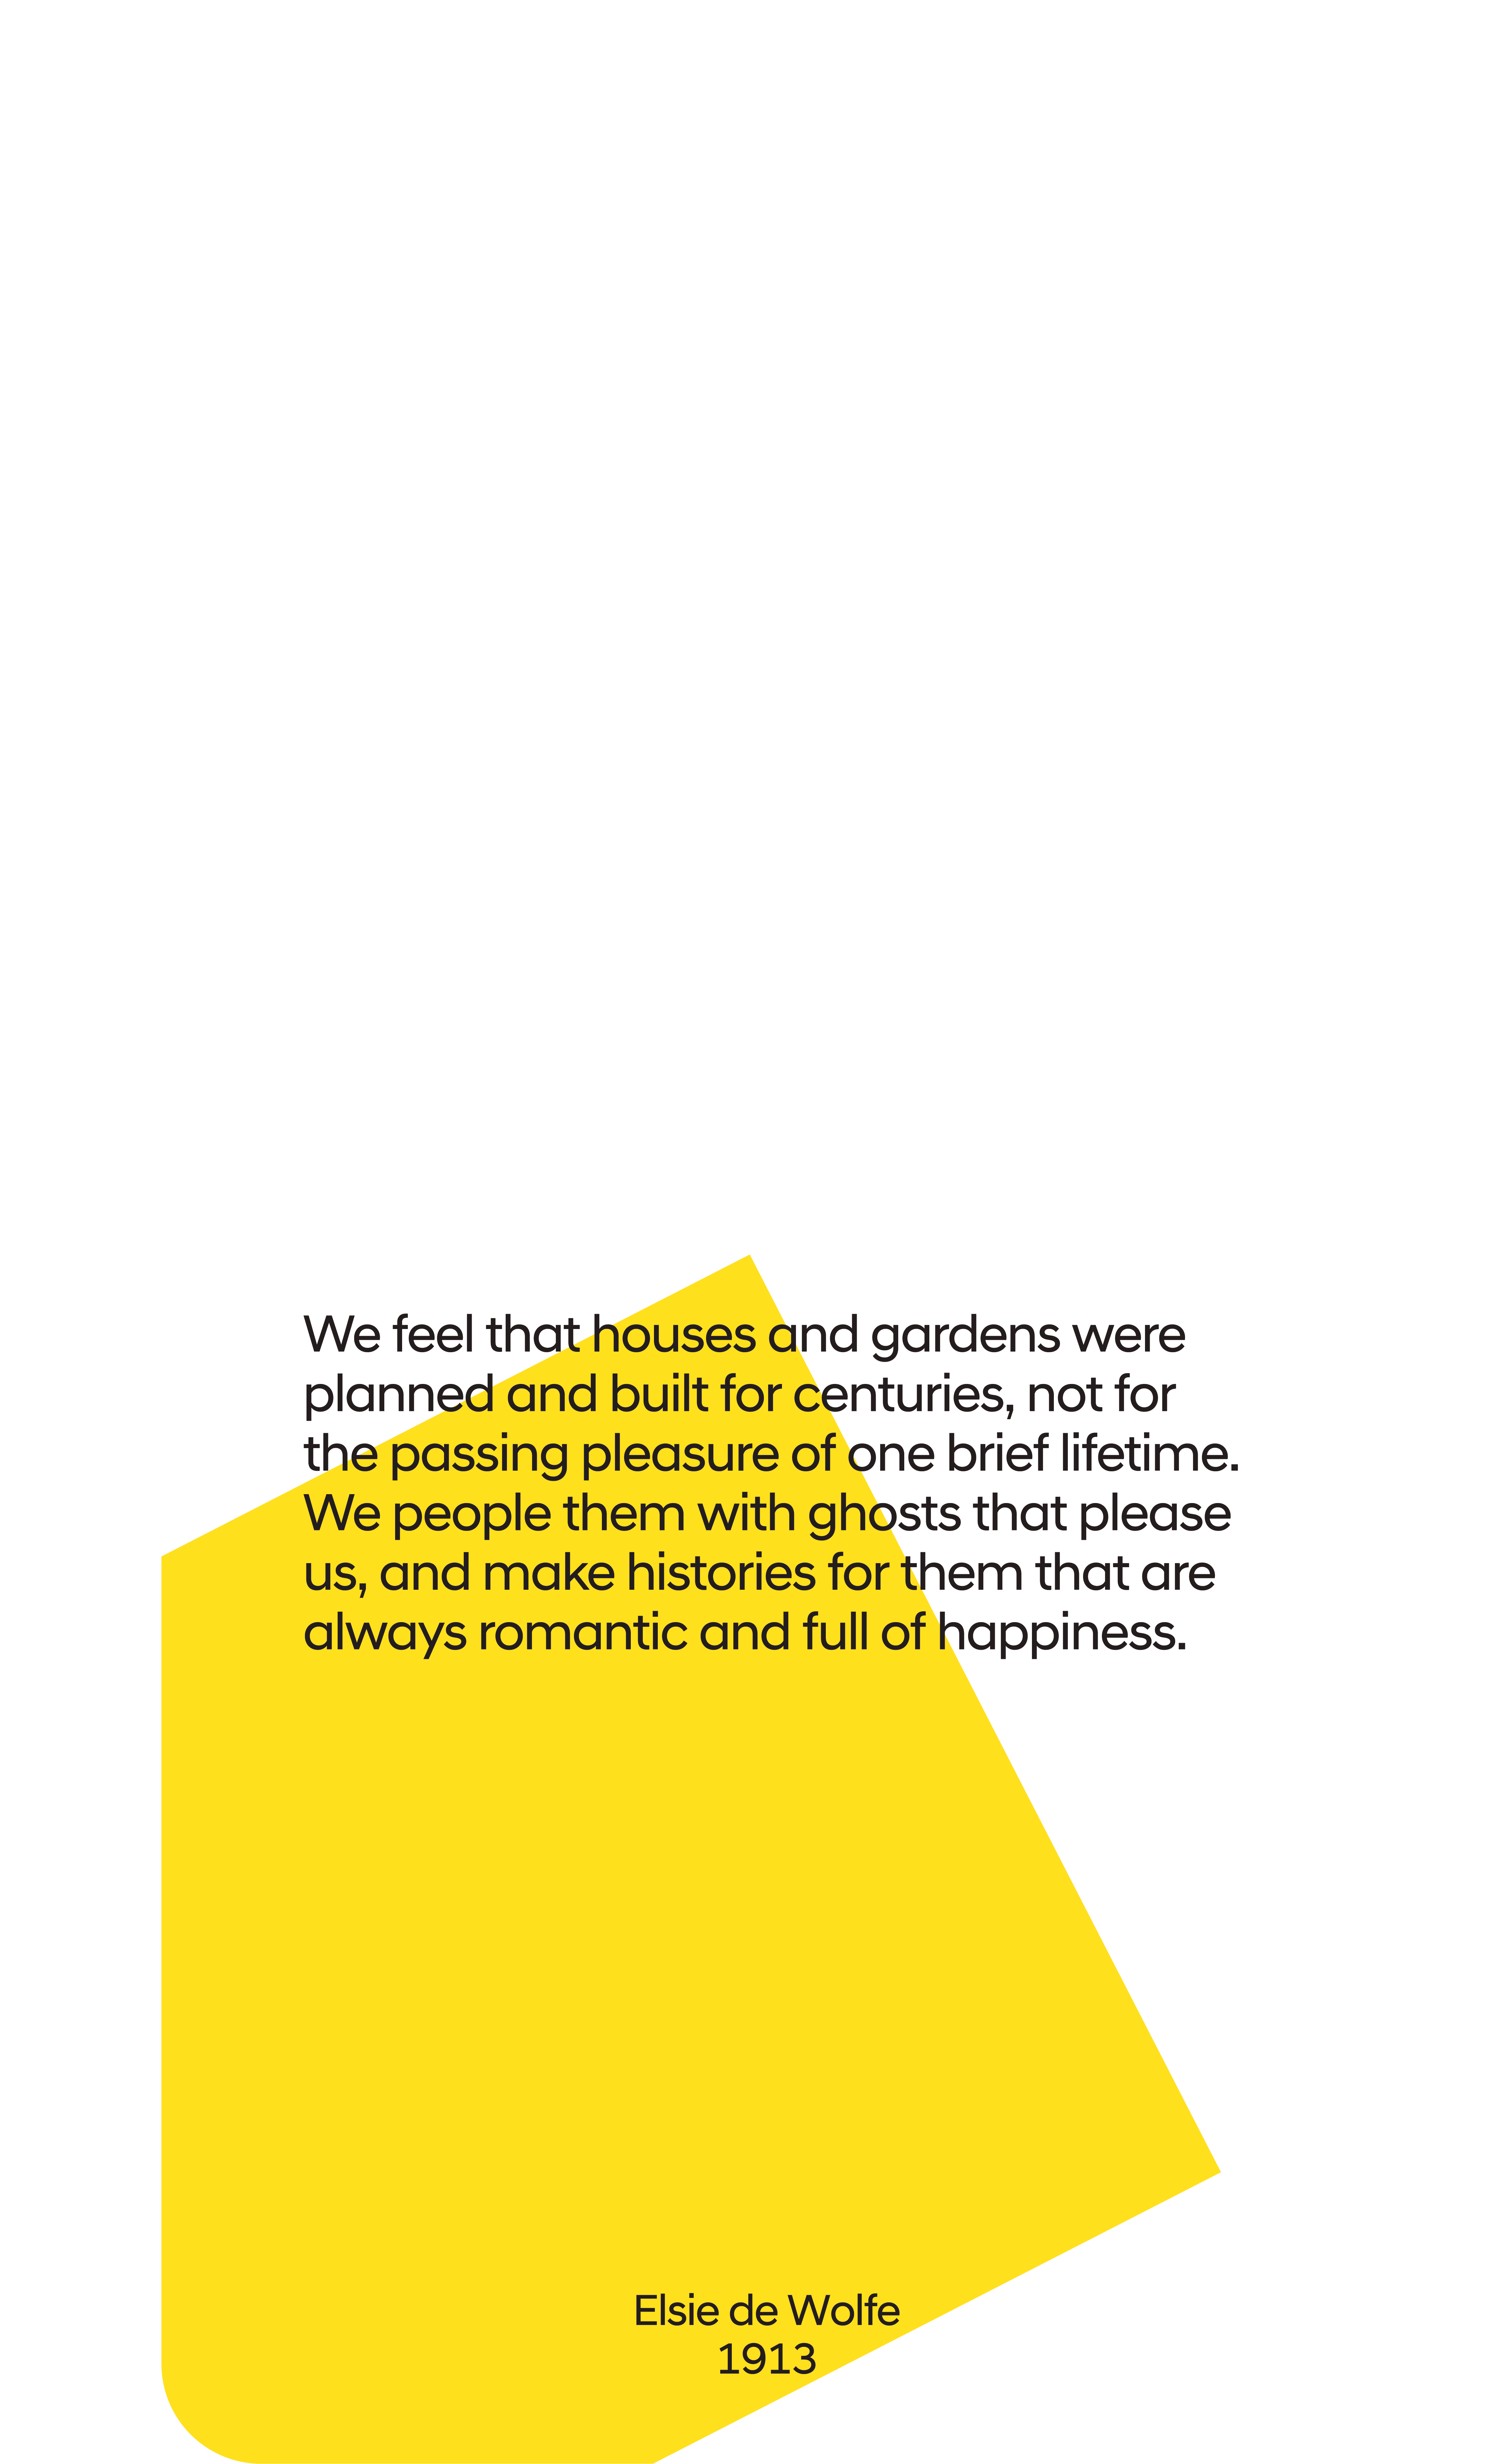 We feel that houses and gardens were
planned and built for centuries, not for
the passing pleasure of one brief lifetime.
We people them with ghosts that please
us, and make histories for them that are
always romantic and full of happiness.
Elsie de Wolfe
1913